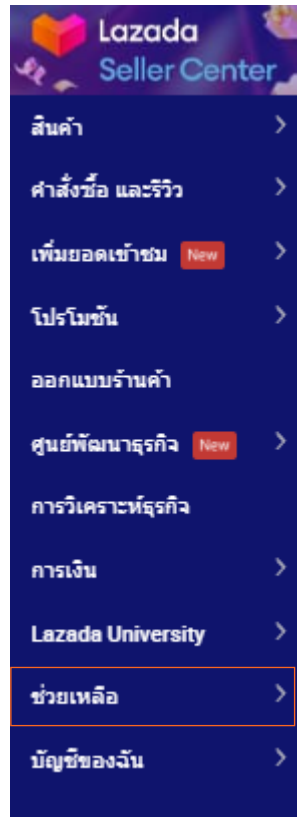 Lazada
Seller Center
สินค้า
คำสั่งซื้อ และรีวิว
เพิ่มยอดเข้าชม New
โปรโมชัน
ออกแบบร้านค้า
ศูนย์พัฒนาธุรกิจ New
การวิเคราะห์ธุรกิจ
การเงิน
Lazada University
ช่วยเหลือ
บัญชีของฉัน